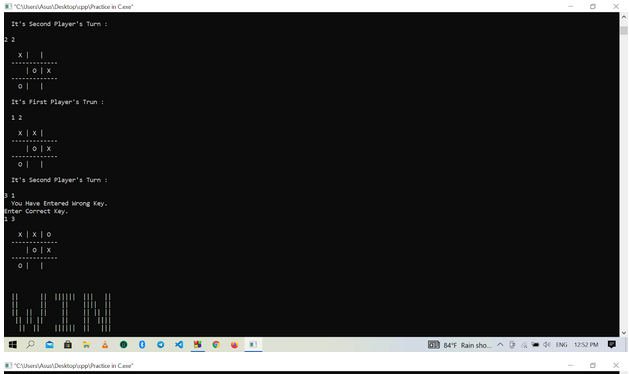 "C:\Users\Asus\Desktop\cpp\Practice in C.exe"
It's Second Player's Turn :
2 2
X |   |
-------------
  | O | X
-------------
O |   |
It's First Player's Trun :
1 2
X | X |
-------------
  | O | X
-------------
O |   |
It's Second Player's Turn :
3 1
You Have Entered Wrong Key.
Enter Correct Key.
1 3
X | X | O
-------------
  | O | X
-------------
O |   |
WIN
84°F Rain sho... ENG 12:52 PM
"C:\Users\Asus\Desktop\cpp\Practice in C.exe"